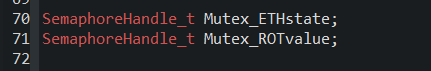 70 SemaphoreHandle_t Mutex_ETHstate;
71 SemaphoreHandle_t Mutex_ROTvalue;
72